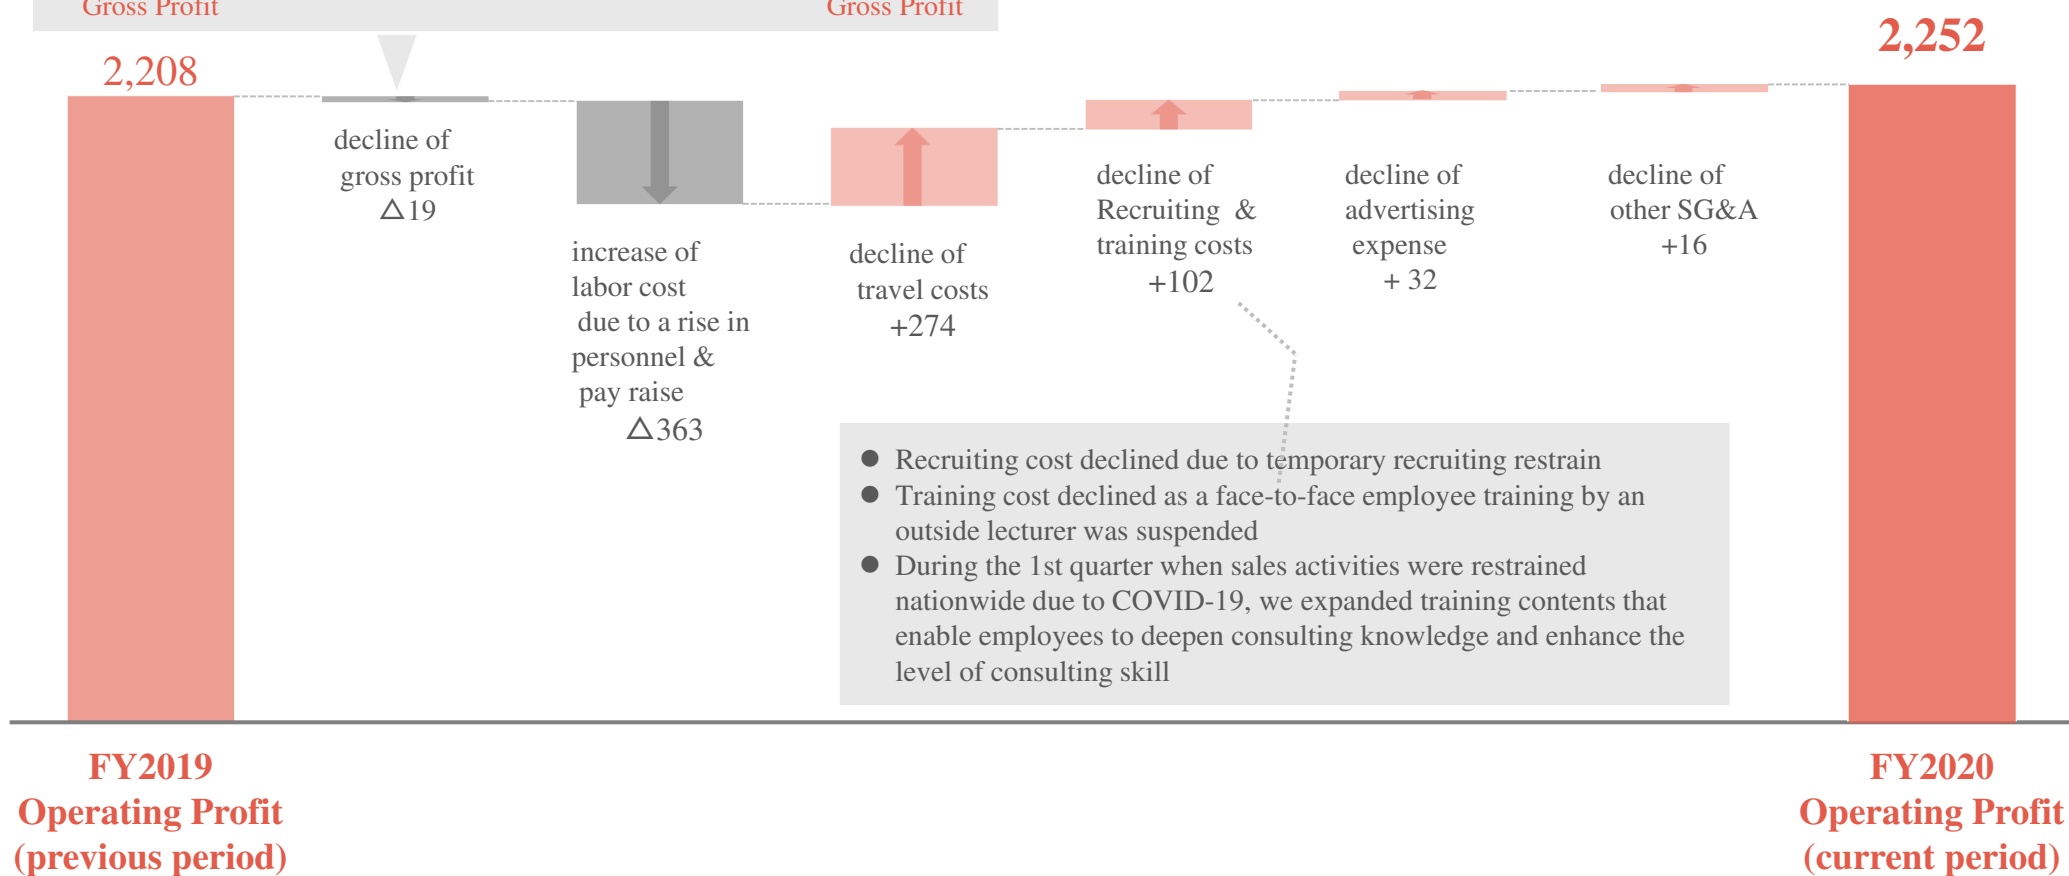 Gross Profit
Gross Profit
2,208
2,252
decline of
gross profit
△19
increase of
labor cost
due to a rise in
personnel &
pay raise
△363
decline of
travel costs
+274
decline of
Recruiting &
training costs
+102
decline of
advertising
expense
+ 32
decline of
other SG&A
+16
● Recruiting cost declined due to temporary recruiting restrain
● Training cost declined as a face-to-face employee training by an
outside lecturer was suspended
● During the 1st quarter when sales activities were restrained
nationwide due to COVID-19, we expanded training contents that
enable employees to deepen consulting knowledge and enhance the
level of consulting skill
FY2019
Operating Profit
(previous period)
FY2020
Operating Profit
(current period)